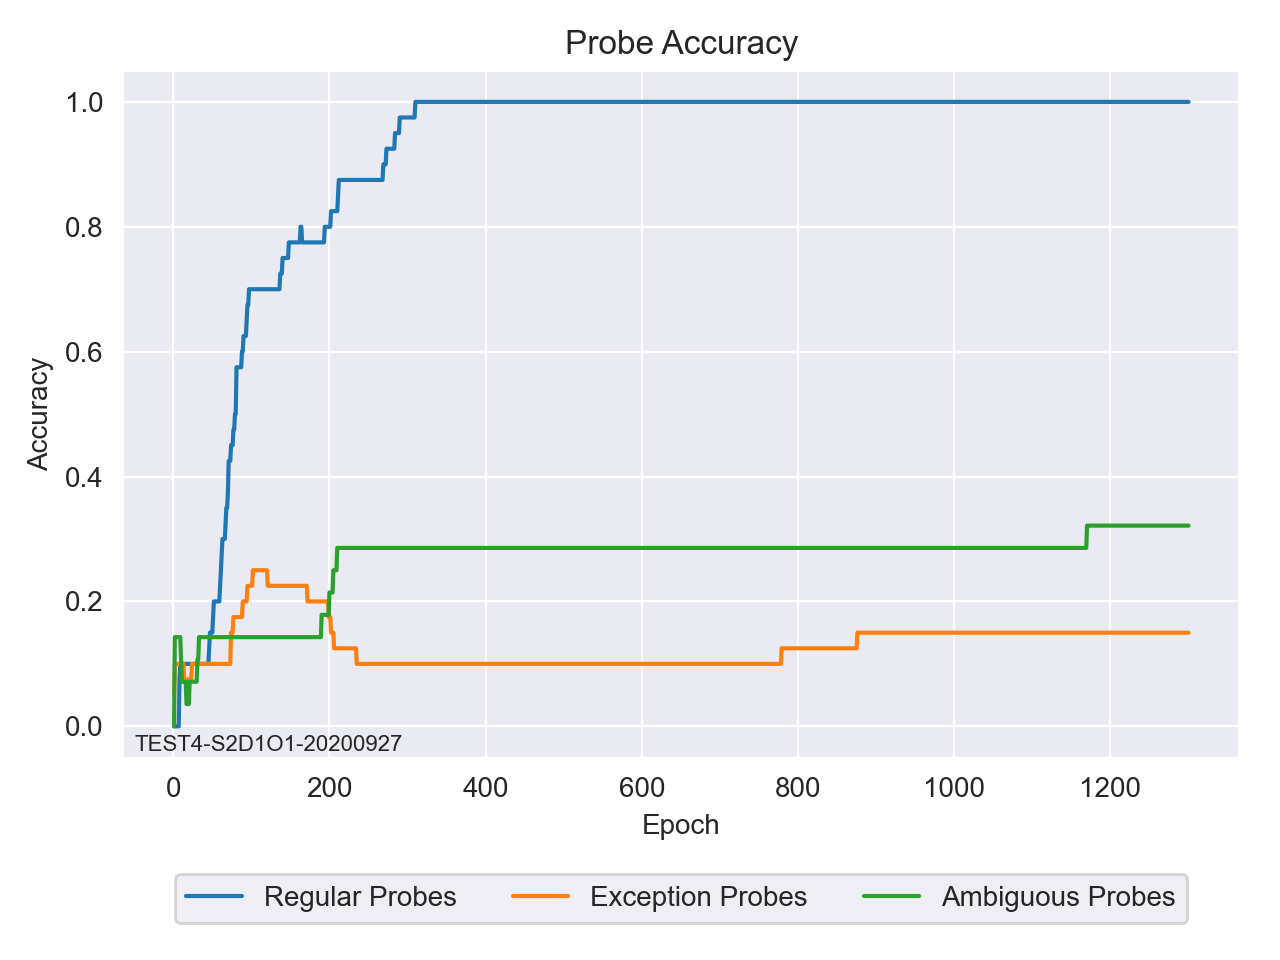 Probe Accuracy
1.0
0.8
0.6
0.4
0.2
0.0
Accuracy
TEST4-S2D1O1-20200927
0 200 400 600 800 1000 1200
Epoch
Regular Probes Exception Probes Ambiguous Probes